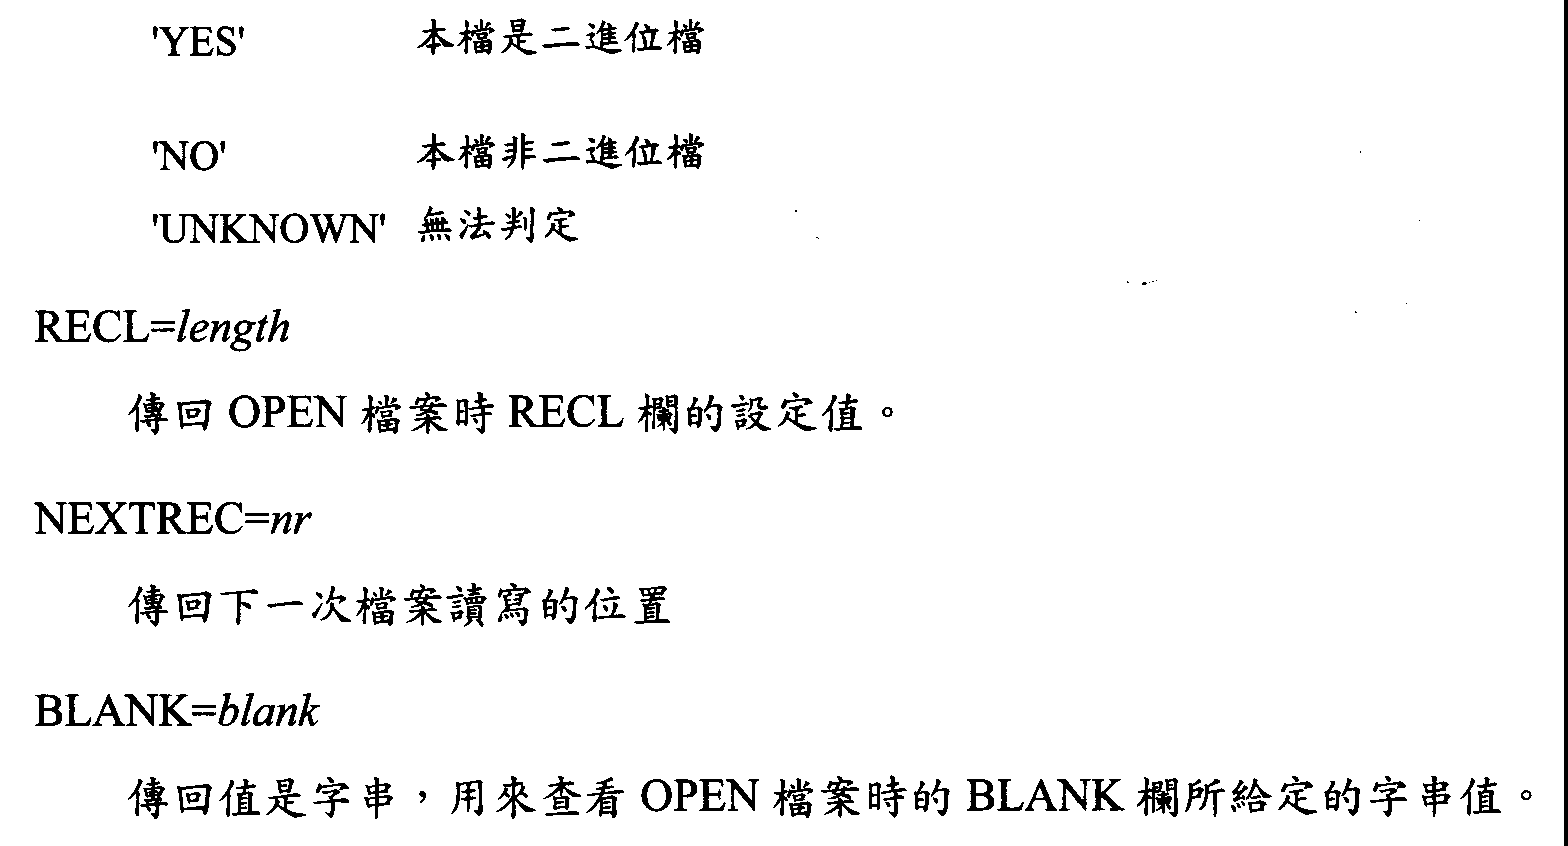 'YES' 本檔是二進位檔
'NO' 本檔非二進位檔
'UNKNOWN' 無法判定
RECL=length
傳回 OPEN 檔案時 RECL 欄的設定值。
NEXTREC=nr
傳回下一次檔案讀寫的位置
BLANK=blank
傳回值是字串，用來查看 OPEN 檔案時的 BLANK 欄所給定的字串值。